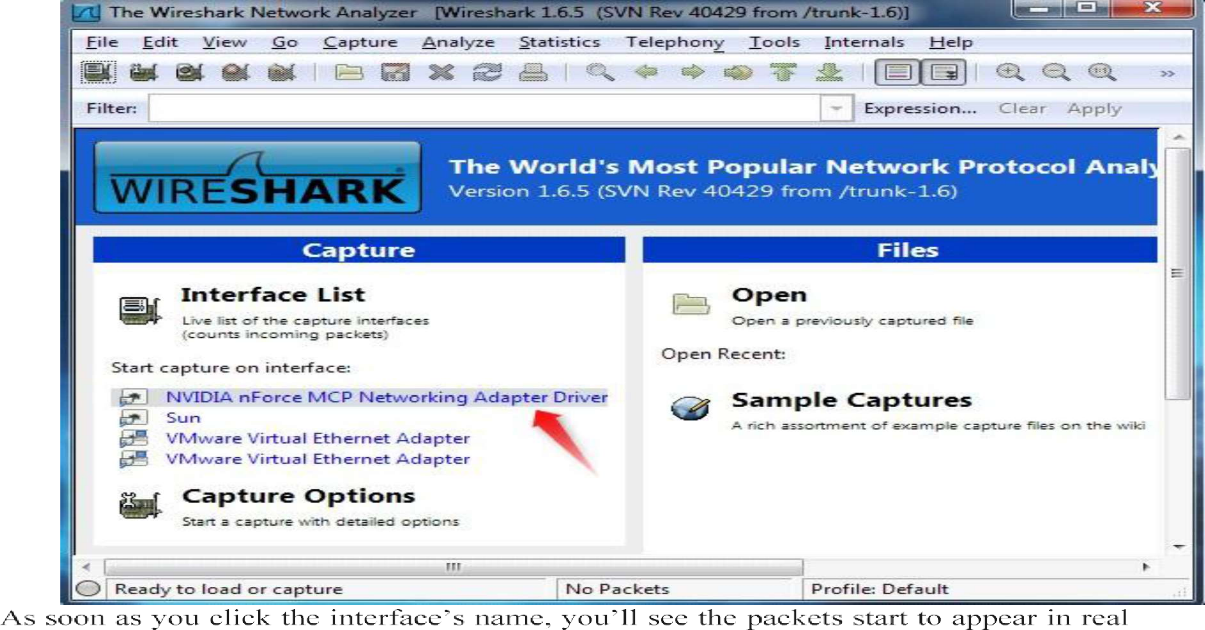 The Wireshark Network Analyzer [Wireshark 1.6.5 (SVN Rev 40429 from /trunk-1.6)]
File Edit View Go Capture Analyze Statistics Telephony Tools Internals Help
Filter: Expression... Clear Apply
WIRESHARK
The World's Most Popular Network Protocol Analy
Version 1.6.5 (SVN Rev 40429 from /trunk-1.6)
Capture
Interface List
Live list of the capture interfaces
(counts incoming packets)
Start capture on interface:
NVIDIA nForce MCP Networking Adapter Driver
Sun
VMware Virtual Ethernet Adapter
VMware Virtual Ethernet Adapter
Capture Options
Start a capture with detailed options
Files
Open
Open a previously captured file
Open Recent:
Sample Captures
A rich assortment of example capture files on the wiki
Ready to load or capture No Packets Profile: Default
As soon as you click the interface's name, you'll see the packets start to appear in real